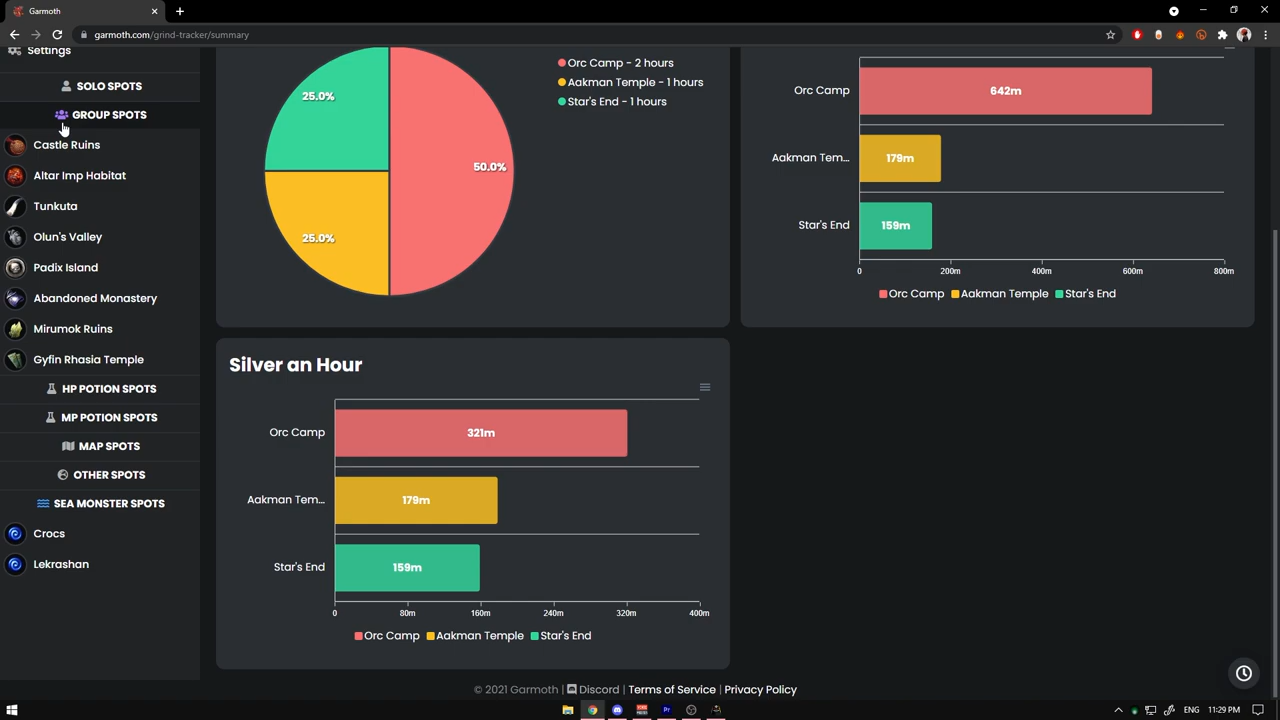 Garmoth
garmoth.com/grind-tracker/summary
Settings
SOLO SPOTS
GROUP SPOTS
Castle Ruins
Altar Imp Habitat
Tunkuta
Olun's Valley
Padix Island
Abandoned Monastery
Mirumok Ruins
Gyfin Rhasia Temple
HP POTION SPOTS
MP POTION SPOTS
MAP SPOTS
OTHER SPOTS
SEA MONSTER SPOTS
Crocs
Lekrashan
25.0%
50.0%
25.0%
Orc Camp - 2 hours
Aakman Temple - 1 hours
Star's End - 1 hours
Orc Camp
642m
Aakman Tem...
179m
Star's End
159m
0 200m 400m 600m 800m
Orc Camp Aakman Temple Star's End
Silver an Hour
Orc Camp
321m
Aakman Tem...
179m
Star's End
159m
0 80m 160m 240m 320m 400m
Orc Camp Aakman Temple Star's End
© 2021 Garmoth | Discord | Terms of Service | Privacy Policy
ENG 11:29 PM